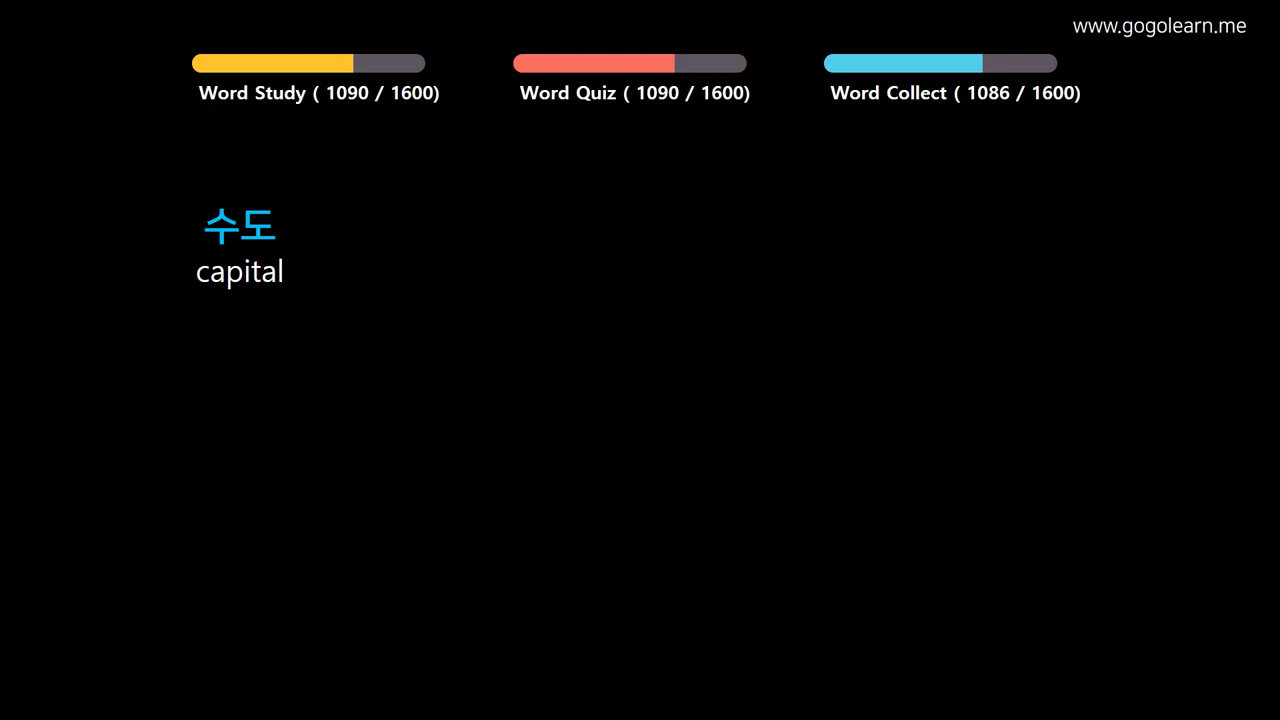 www.gogolearn.me
Word Study ( 1090 / 1600)
Word Quiz ( 1090 / 1600)
Word Collect ( 1086 / 1600)
수도
capital